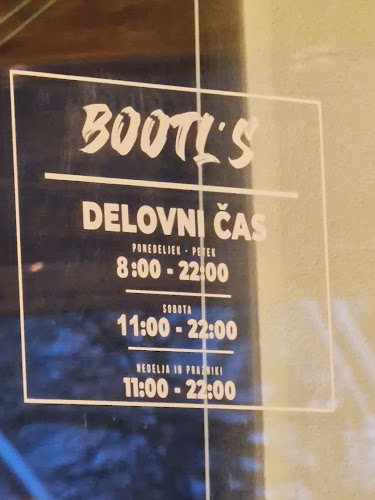 BOOTL'S
DELOVNI ČAS
PONEDELJEK - PETEK
8:00 - 22:00
SOBOTA
11:00 - 22:00
NEDELJA IN PRAZNIKI
11:00 - 22:00